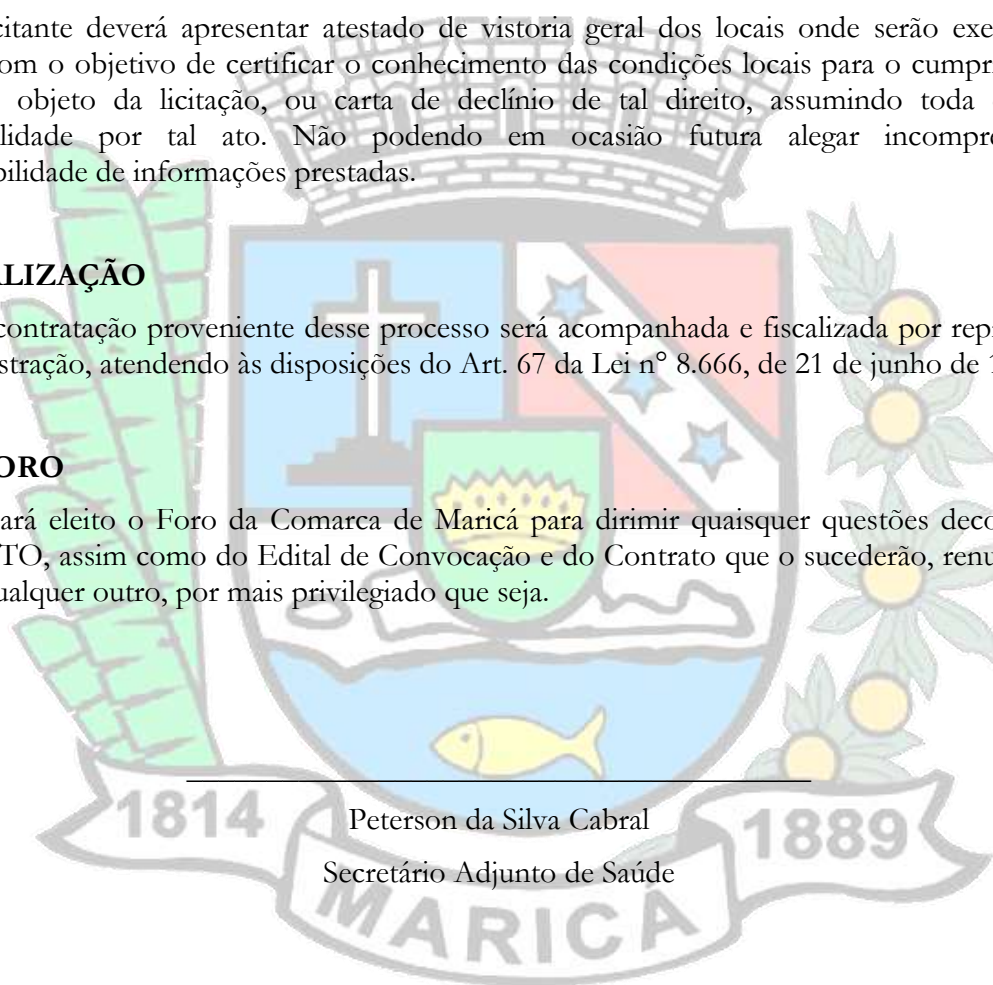 citante deverá apresentar atestado de vistoria geral dos locais onde serão exe
om o objetivo de certificar o conhecimento das condições locais para o cumpr
objeto da licitação, ou carta de declínio de tal direito, assumindo toda
lidade por tal ato. Não podendo em ocasião futura alegar incompr
bilidade de informações prestadas.
ALIZAÇÃO
contratação proveniente desse processo será acompanhada e fiscalizada por rep
stração, atendendo às disposições do Art. 67 da Lei n° 8.666, de 21 de junho de 1
ORO
ará eleito o Foro da Comarca de Maricá para dirimir quaisquer questões deco
TO, assim como do Edital de Convocação e do Contrato que o sucederão, renu
ualquer outro, por mais privilegiado que seja.
Peterson da Silva Cabral
Secretário Adjunto de Saúde
1814
1889
MARICÁ